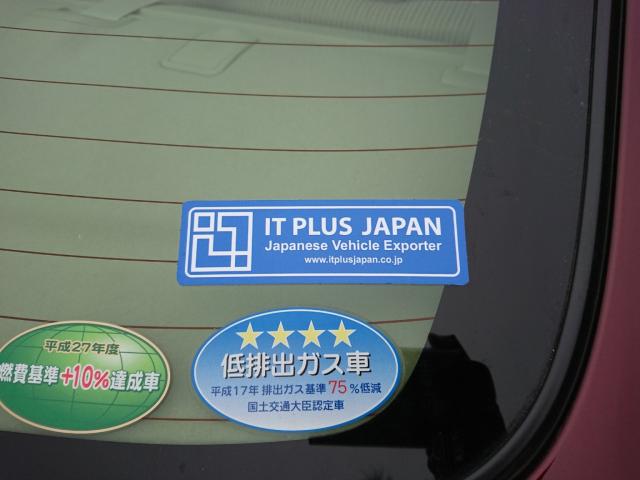 IT PLUS JAPAN
Japanese Vehicle Exporter
www.itplusjapan.co.jp
平成27年度
燃費基準+10%達成車
低排出ガス車
平成17年 排出ガス基準75%低減
国土交通大臣認定車